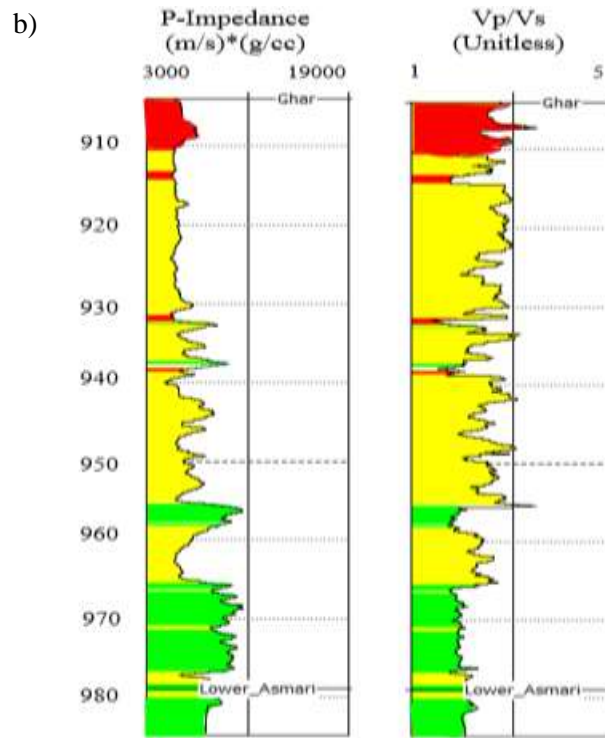 b)
P-Impedance
(m/s)*(g/cc)
3000 19000
Vp/Vs
(Unitless)
1 5
Ghar
Ghar
910
920
930
940
950
960
970
980
Lower_Asmari
Lower_Asmari